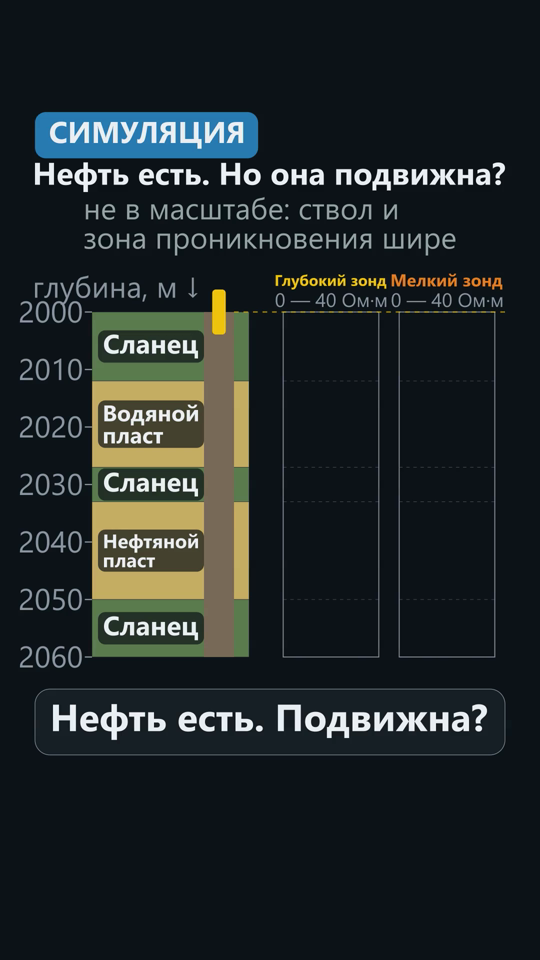 СИМУЛЯЦИЯ
Нефть есть. Но она подвижна?
не в масштабе: ствол и
зона проникновения шире
глубина, м ↓
Глубокий зонд
0 — 40 Ом·м
Мелкий зонд
0 — 40 Ом·м
2000
Сланец
2010
Водяной
пласт
2020
Сланец
2030
Нефтяной
пласт
2040
2050
Сланец
2060
Нефть есть. Подвижна?